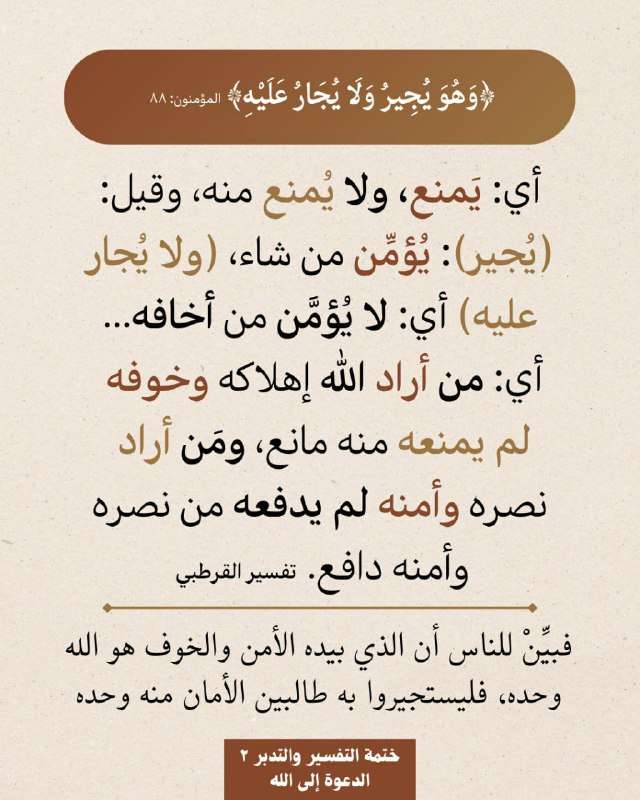 ﴿وَهُوَ يُجِيرُ وَلَا يُجَارُ عَلَيْهِ﴾ المؤمنون: ٨٨
أي: يَمنع، ولا يُمنع منه، وقيل:
(يُجير): يُؤمِّن من شاء، (ولا يُجار
عليه) أي: لا يُؤمَّن من أخافه...
أي: من أراد الله إهلاكه وخوفه
لم يمنعه منه مانع، ومَن أراد
نصره وأمنه لم يدفعه من نصره
وأمنه دافع. تفسير القرطبي
فبيِّنْ للناس أن الذي بيده الأمن والخوف هو الله
وحده، فليستجيروا به طالبين الأمان منه وحده
ختمة التفسير والتدبر ٢
الدعوة إلى الله